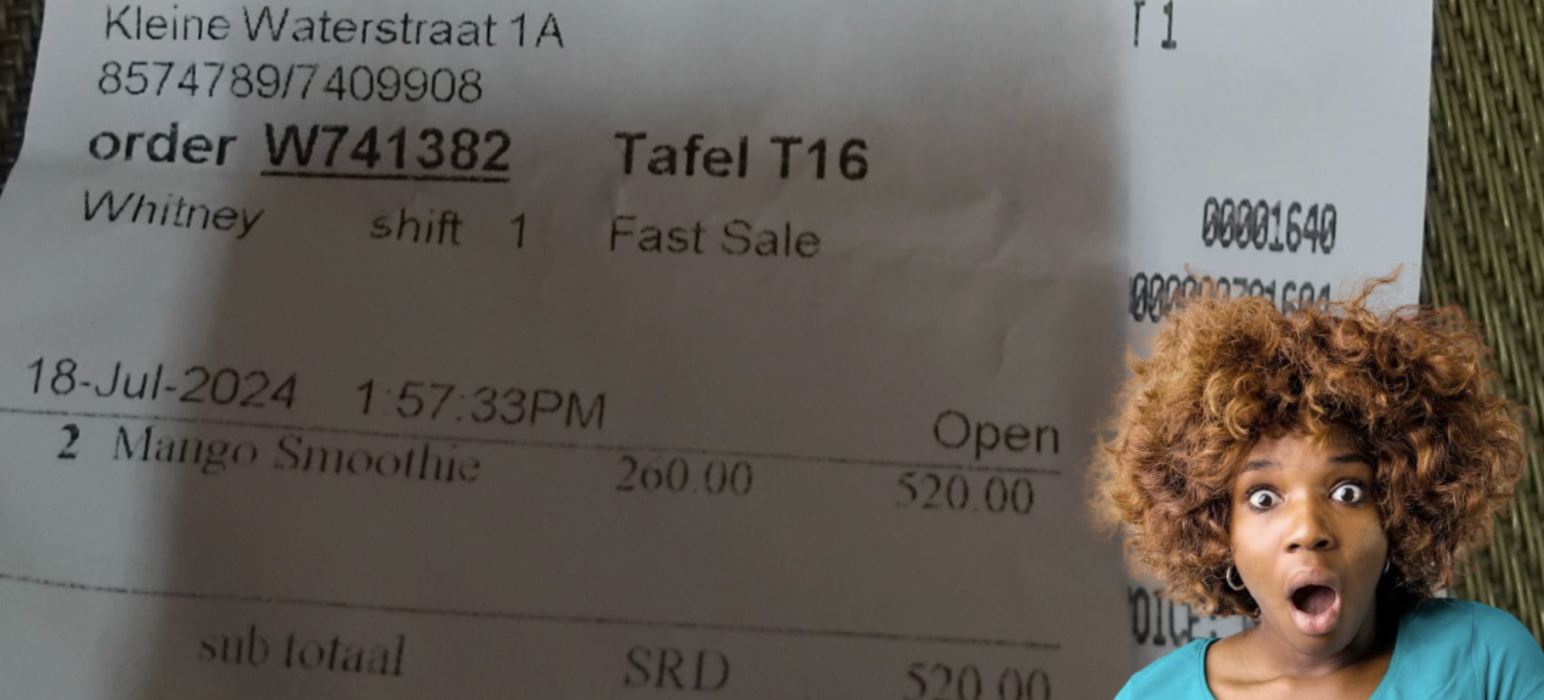 Kleine Waterstraat 1A
8574789/7409908
order W741382 Tafel T16
Whitney shift 1 Fast Sale
18-Jul-2024 1:57:33PM Open
2 Mango Smoothie 260.00 520.00
sub totaal SRD 520.00
T 1
00001640